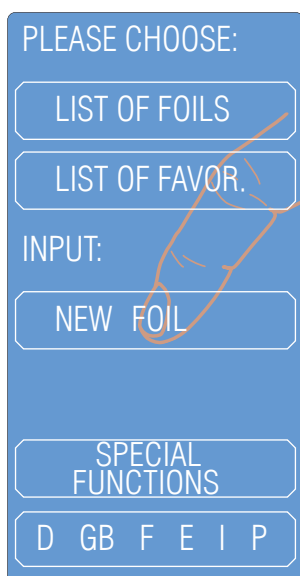 PLEASE CHOOSE:
LIST OF FOILS
LIST OF FAVOR.
INPUT:
NEW FOIL
SPECIAL
FUNCTIONS
D GB F E I P